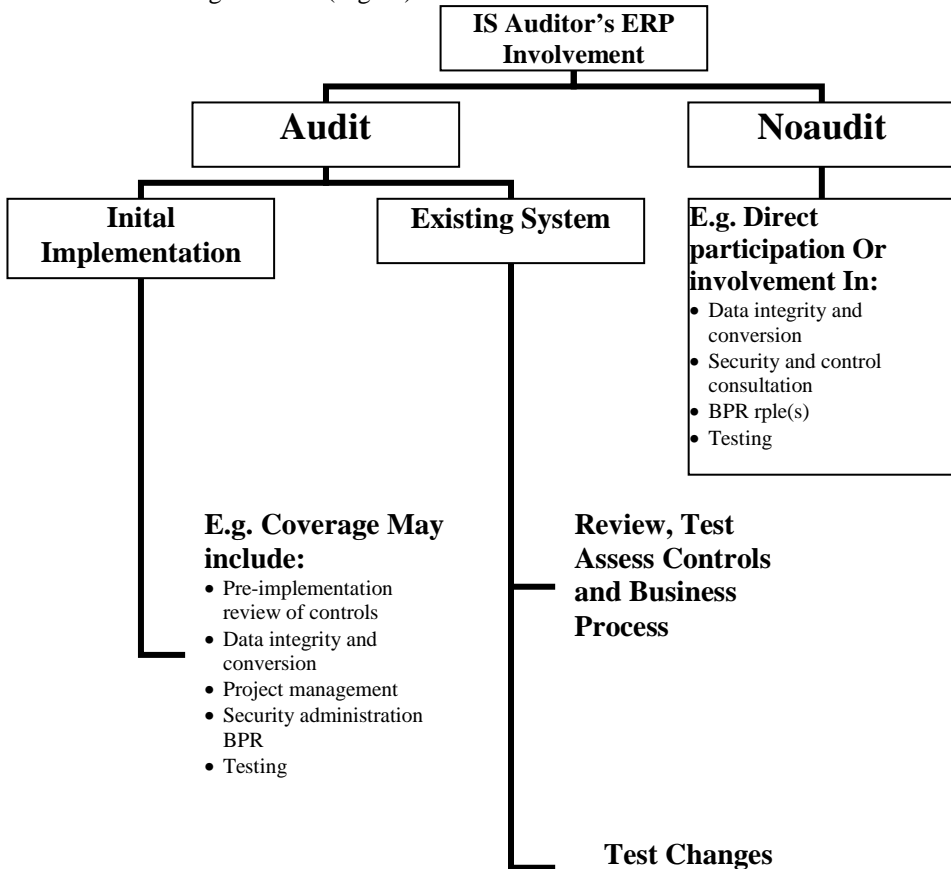 IS Auditor's ERP
Involvement
Audit
Noaudit
Inital
Implementation
Existing System
E.g. Direct
participation Or
involvement In:
• Data integrity and
conversion
• Security and control
consultation
• BPR rple(s)
• Testing
E.g. Coverage May
include:
• Pre-implementation
review of controls
• Data integrity and
conversion
• Project management
• Security administration
BPR
• Testing
Review, Test
Assess Controls
and Business
Process
Test Changes